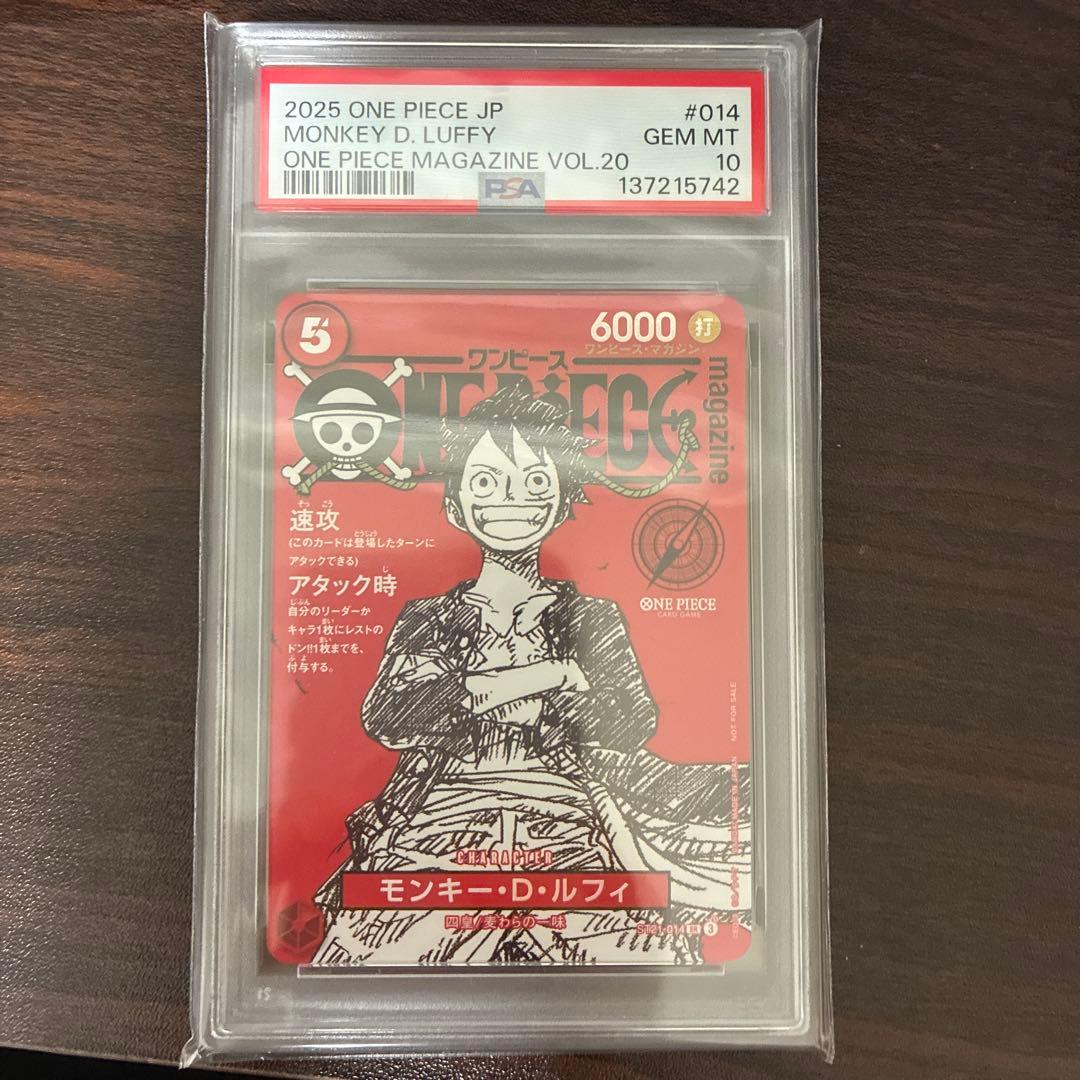 2025 ONE PIECE JP #014
MONKEY D. LUFFY GEM MT
ONE PIECE MAGAZINE VOL.20 10
PSA 137215742
5
6000 打
ワンピース・マガジン
ワンピース
ONE PIECE
magazine
速攻
(このカードは登場したターンに
アタックできる)
アタック時
自分のリーダーか
キャラ1枚にレストの
ドン!!1枚までを、
付与する。
ONE PIECE
CARD GAME
NOT FOR SALE
MADE IN JAPAN
CHARACTER
モンキー・D・ルフィ
四皇/麦わらの一味
ST21-014 SR 3